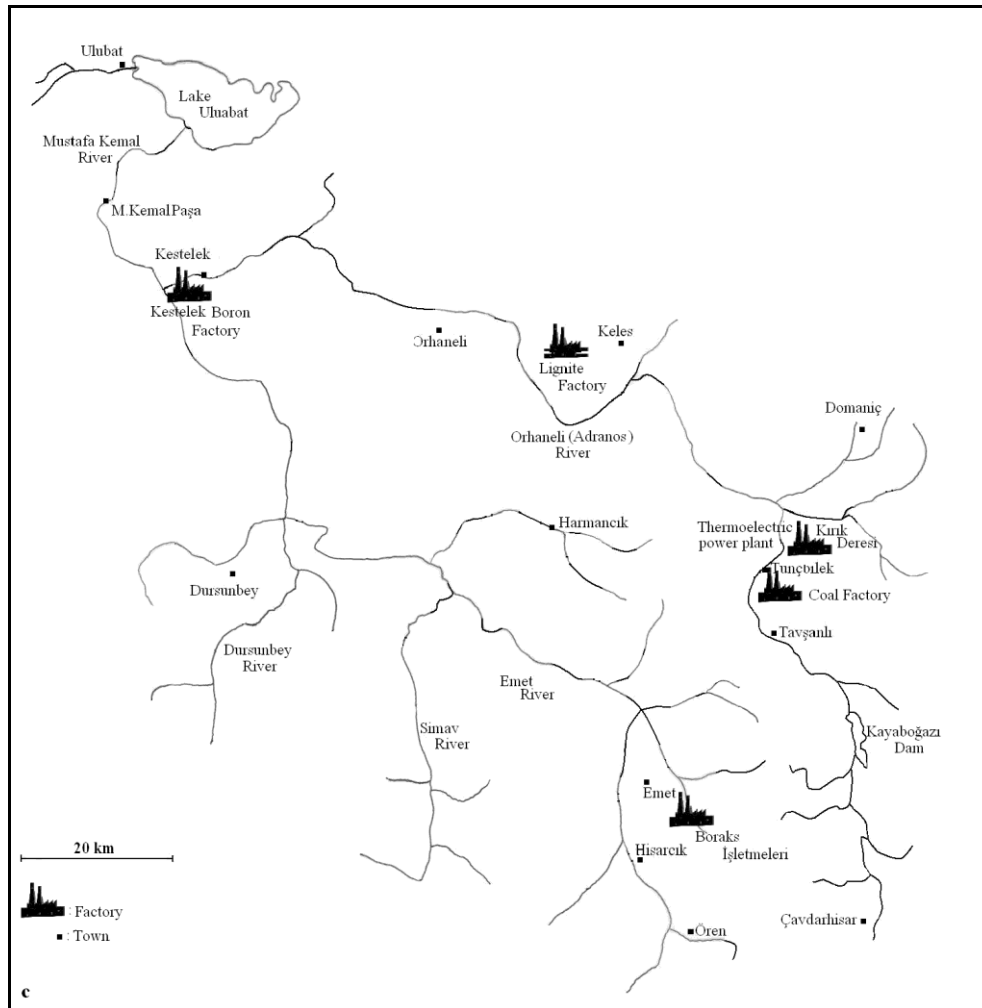 Ulubat
Lake
Uluabat
Mustafa Kemal
River
M.KemalPaşa
Kestelek
Kestelek Boron
Factory
Orhaneli
Keles
Lignite
Factory
Orhaneli (Adranos)
River
Domaniç
Thermoelectric
power plant
Kırık
Deresi
Tunçbilek
Coal Factory
Harmancık
Tavşanlı
Dursunbey
Dursunbey
River
Emet
River
Simav
River
Kayaboğazı
Dam
Emet
Boraks
İşletmeleri
Hisarcık
Ören
Çavdarhisar
20 km
: Factory
: Town
c